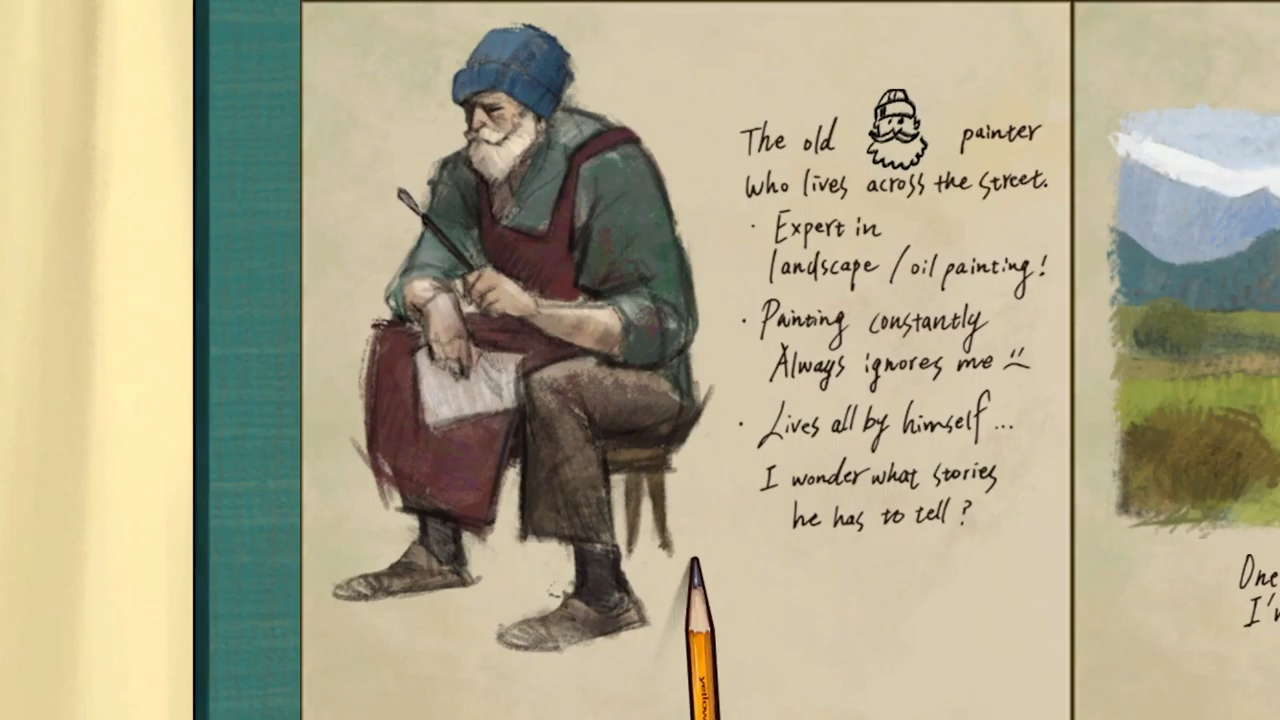 The old painter
who lives across the street.
· Expert in
landscape / oil painting!
· Painting constantly
Always ignores me
· Lives all by himself...
I wonder what stories
he has to tell?
One
yellow